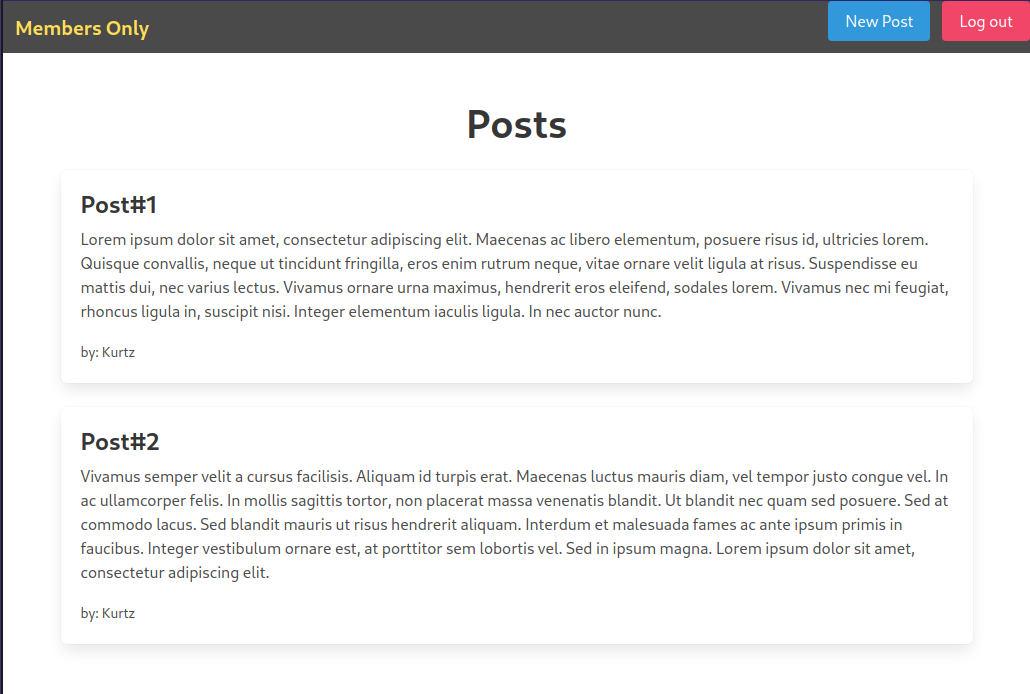 Members Only
New Post
Log out
Posts
Post#1
Lorem ipsum dolor sit amet, consectetur adipiscing elit. Maecenas ac libero elementum, posuere risus id, ultricies lorem.
Quisque convallis, neque ut tincidunt fringilla, eros enim rutrum neque, vitae ornare velit ligula at risus. Suspendisse eu
mattis dui, nec varius lectus. Vivamus ornare urna maximus, hendrerit eros eleifend, sodales lorem. Vivamus nec mi feugiat,
rhoncus ligula in, suscipit nisi. Integer elementum iaculis ligula. In nec auctor nunc.
by: Kurtz
Post#2
Vivamus semper velit a cursus facilisis. Aliquam id turpis erat. Maecenas luctus mauris diam, vel tempor justo congue vel. In
ac ullamcorper felis. In mollis sagittis tortor, non placerat massa venenatis blandit. Ut blandit nec quam sed posuere. Sed at
commodo lacus. Sed blandit mauris ut risus hendrerit aliquam. Interdum et malesuada fames ac ante ipsum primis in
faucibus. Integer vestibulum ornare est, at porttitor sem lobortis vel. Sed in ipsum magna. Lorem ipsum dolor sit amet,
consectetur adipiscing elit.
by: Kurtz